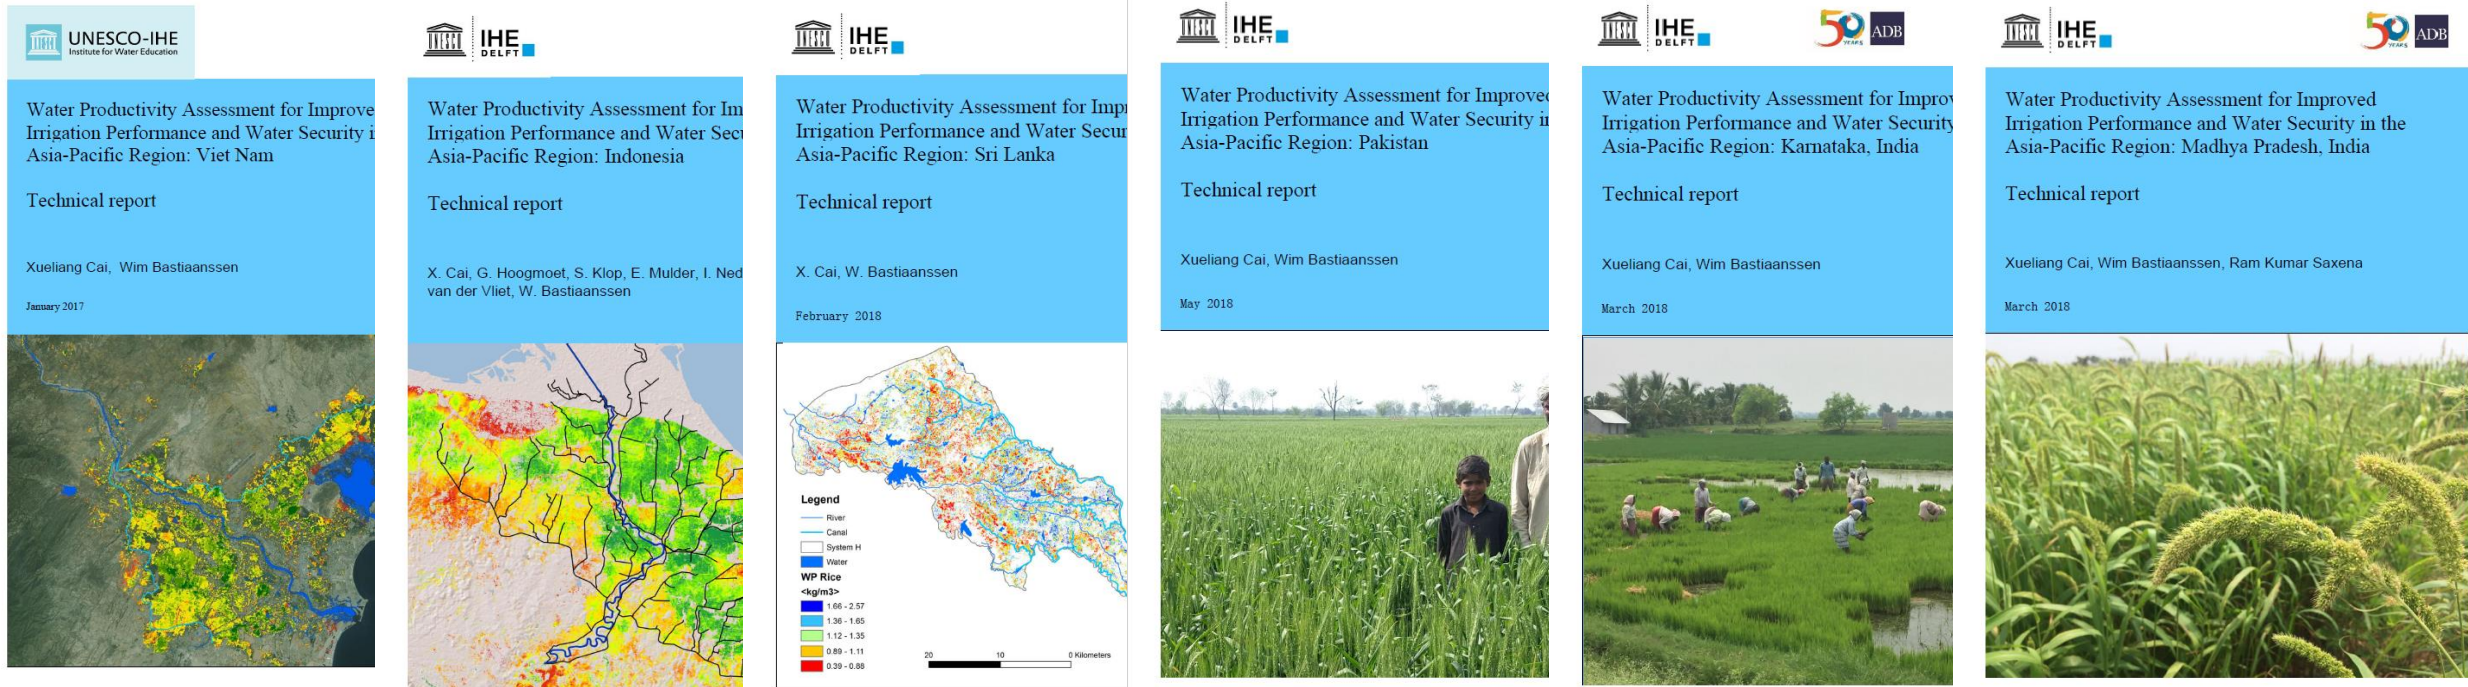 UNESCO-IHE
Institute for Water Education
Water Productivity Assessment for Improve
Irrigation Performance and Water Security i
Asia-Pacific Region: Viet Nam
Technical report
Xueliang Cai, Wim Bastiaanssen
January 2017
IHE
DELFT
Water Productivity Assessment for Im
Irrigation Performance and Water Secu
Asia-Pacific Region: Indonesia
Technical report
X. Cai, G. Hoogmoet, S. Klop, E. Mulder, I. Ned
van der Vliet, W. Bastiaanssen
IHE
DELFT
Water Productivity Assessment for Impr
Irrigation Performance and Water Secur
Asia-Pacific Region: Sri Lanka
Technical report
X. Cai, W. Bastiaanssen
February 2018
Legend
River
Canal
System H
Water
WP Rice
<kg/m3>
1.66 - 2.57
1.36 - 1.65
1.12 - 1.35
0.89 - 1.11
0.39 - 0.88
20 10 0 Kilometers
IHE
DELFT
Water Productivity Assessment for Improved
Irrigation Performance and Water Security in
Asia-Pacific Region: Pakistan
Technical report
Xueliang Cai, Wim Bastiaanssen
May 2018
IHE
DELFT
50
YEARS
ADB
Water Productivity Assessment for Improv
Irrigation Performance and Water Security
Asia-Pacific Region: Karnataka, India
Technical report
Xueliang Cai, Wim Bastiaanssen
March 2018
IHE
DELFT
50
YEARS
ADB
Water Productivity Assessment for Improved
Irrigation Performance and Water Security in the
Asia-Pacific Region: Madhya Pradesh, India
Technical report
Xueliang Cai, Wim Bastiaanssen, Ram Kumar Saxena
March 2018